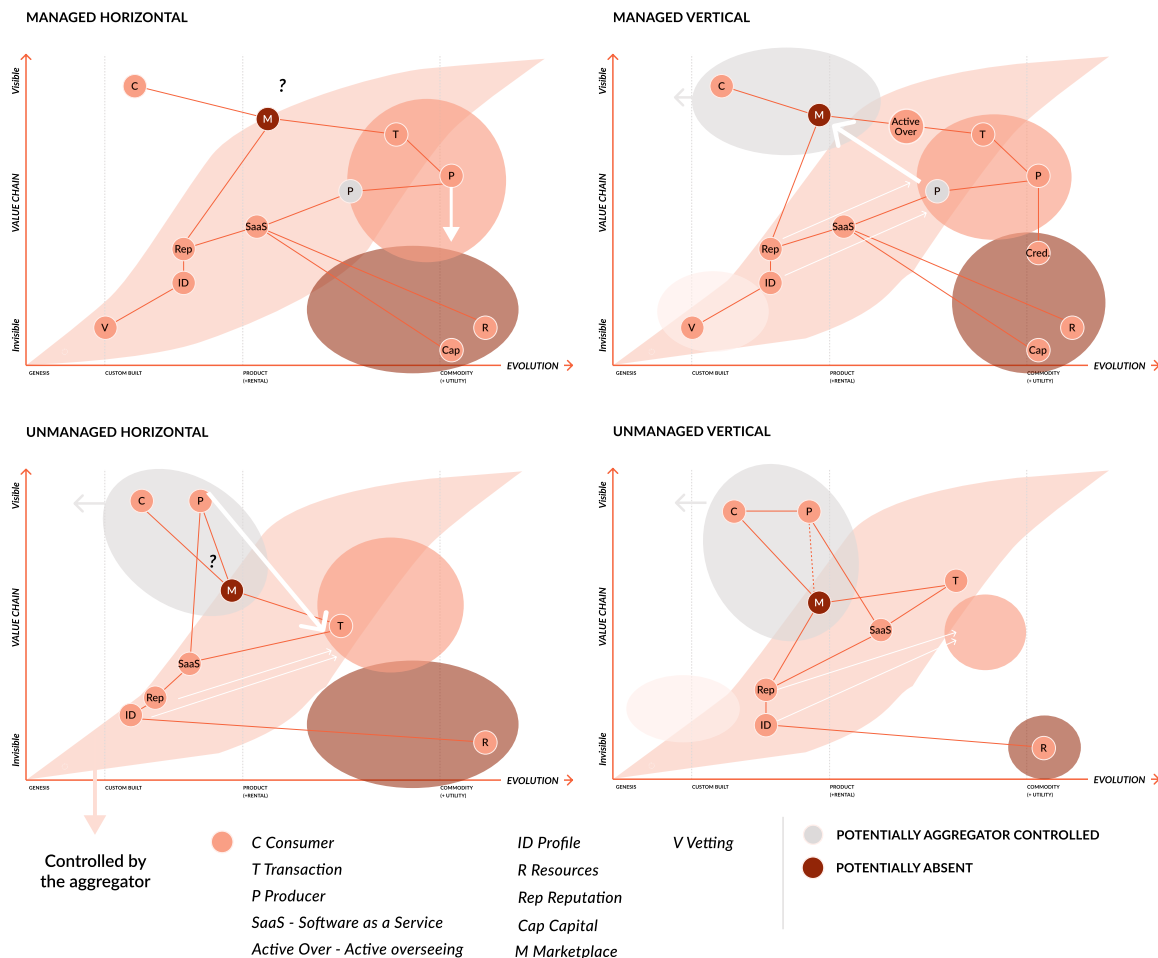 MANAGED HORIZONTAL
Visible
VALUE CHAIN
Invisible
C
?
M
T
P
P
SaaS
Rep
ID
V
R
Cap
GENESIS
CUSTOM BUILT
PRODUCT
(+RENTAL)
COMMODITY
(+ UTILITY)
EVOLUTION
MANAGED VERTICAL
Visible
VALUE CHAIN
Invisible
C
M
Active
Over
T
P
P
SaaS
Rep
Cred.
ID
V
R
Cap
GENESIS
CUSTOM BUILT
PRODUCT
(+RENTAL)
COMMODITY
(+ UTILITY)
EVOLUTION
UNMANAGED HORIZONTAL
Visible
VALUE CHAIN
Invisible
C
P
?
M
T
SaaS
Rep
ID
R
GENESIS
CUSTOM BUILT
PRODUCT
(+RENTAL)
COMMODITY
(+ UTILITY)
EVOLUTION
UNMANAGED VERTICAL
Visible
VALUE CHAIN
Invisible
C
P
M
T
SaaS
Rep
ID
R
GENESIS
CUSTOM BUILT
PRODUCT
(+RENTAL)
COMMODITY
(+ UTILITY)
EVOLUTION
Controlled by
the aggregator
C Consumer
T Transaction
P Producer
SaaS - Software as a Service
Active Over - Active overseeing
ID Profile
R Resources
Rep Reputation
Cap Capital
M Marketplace
V Vetting
POTENTIALLY AGGREGATOR CONTROLLED
POTENTIALLY ABSENT